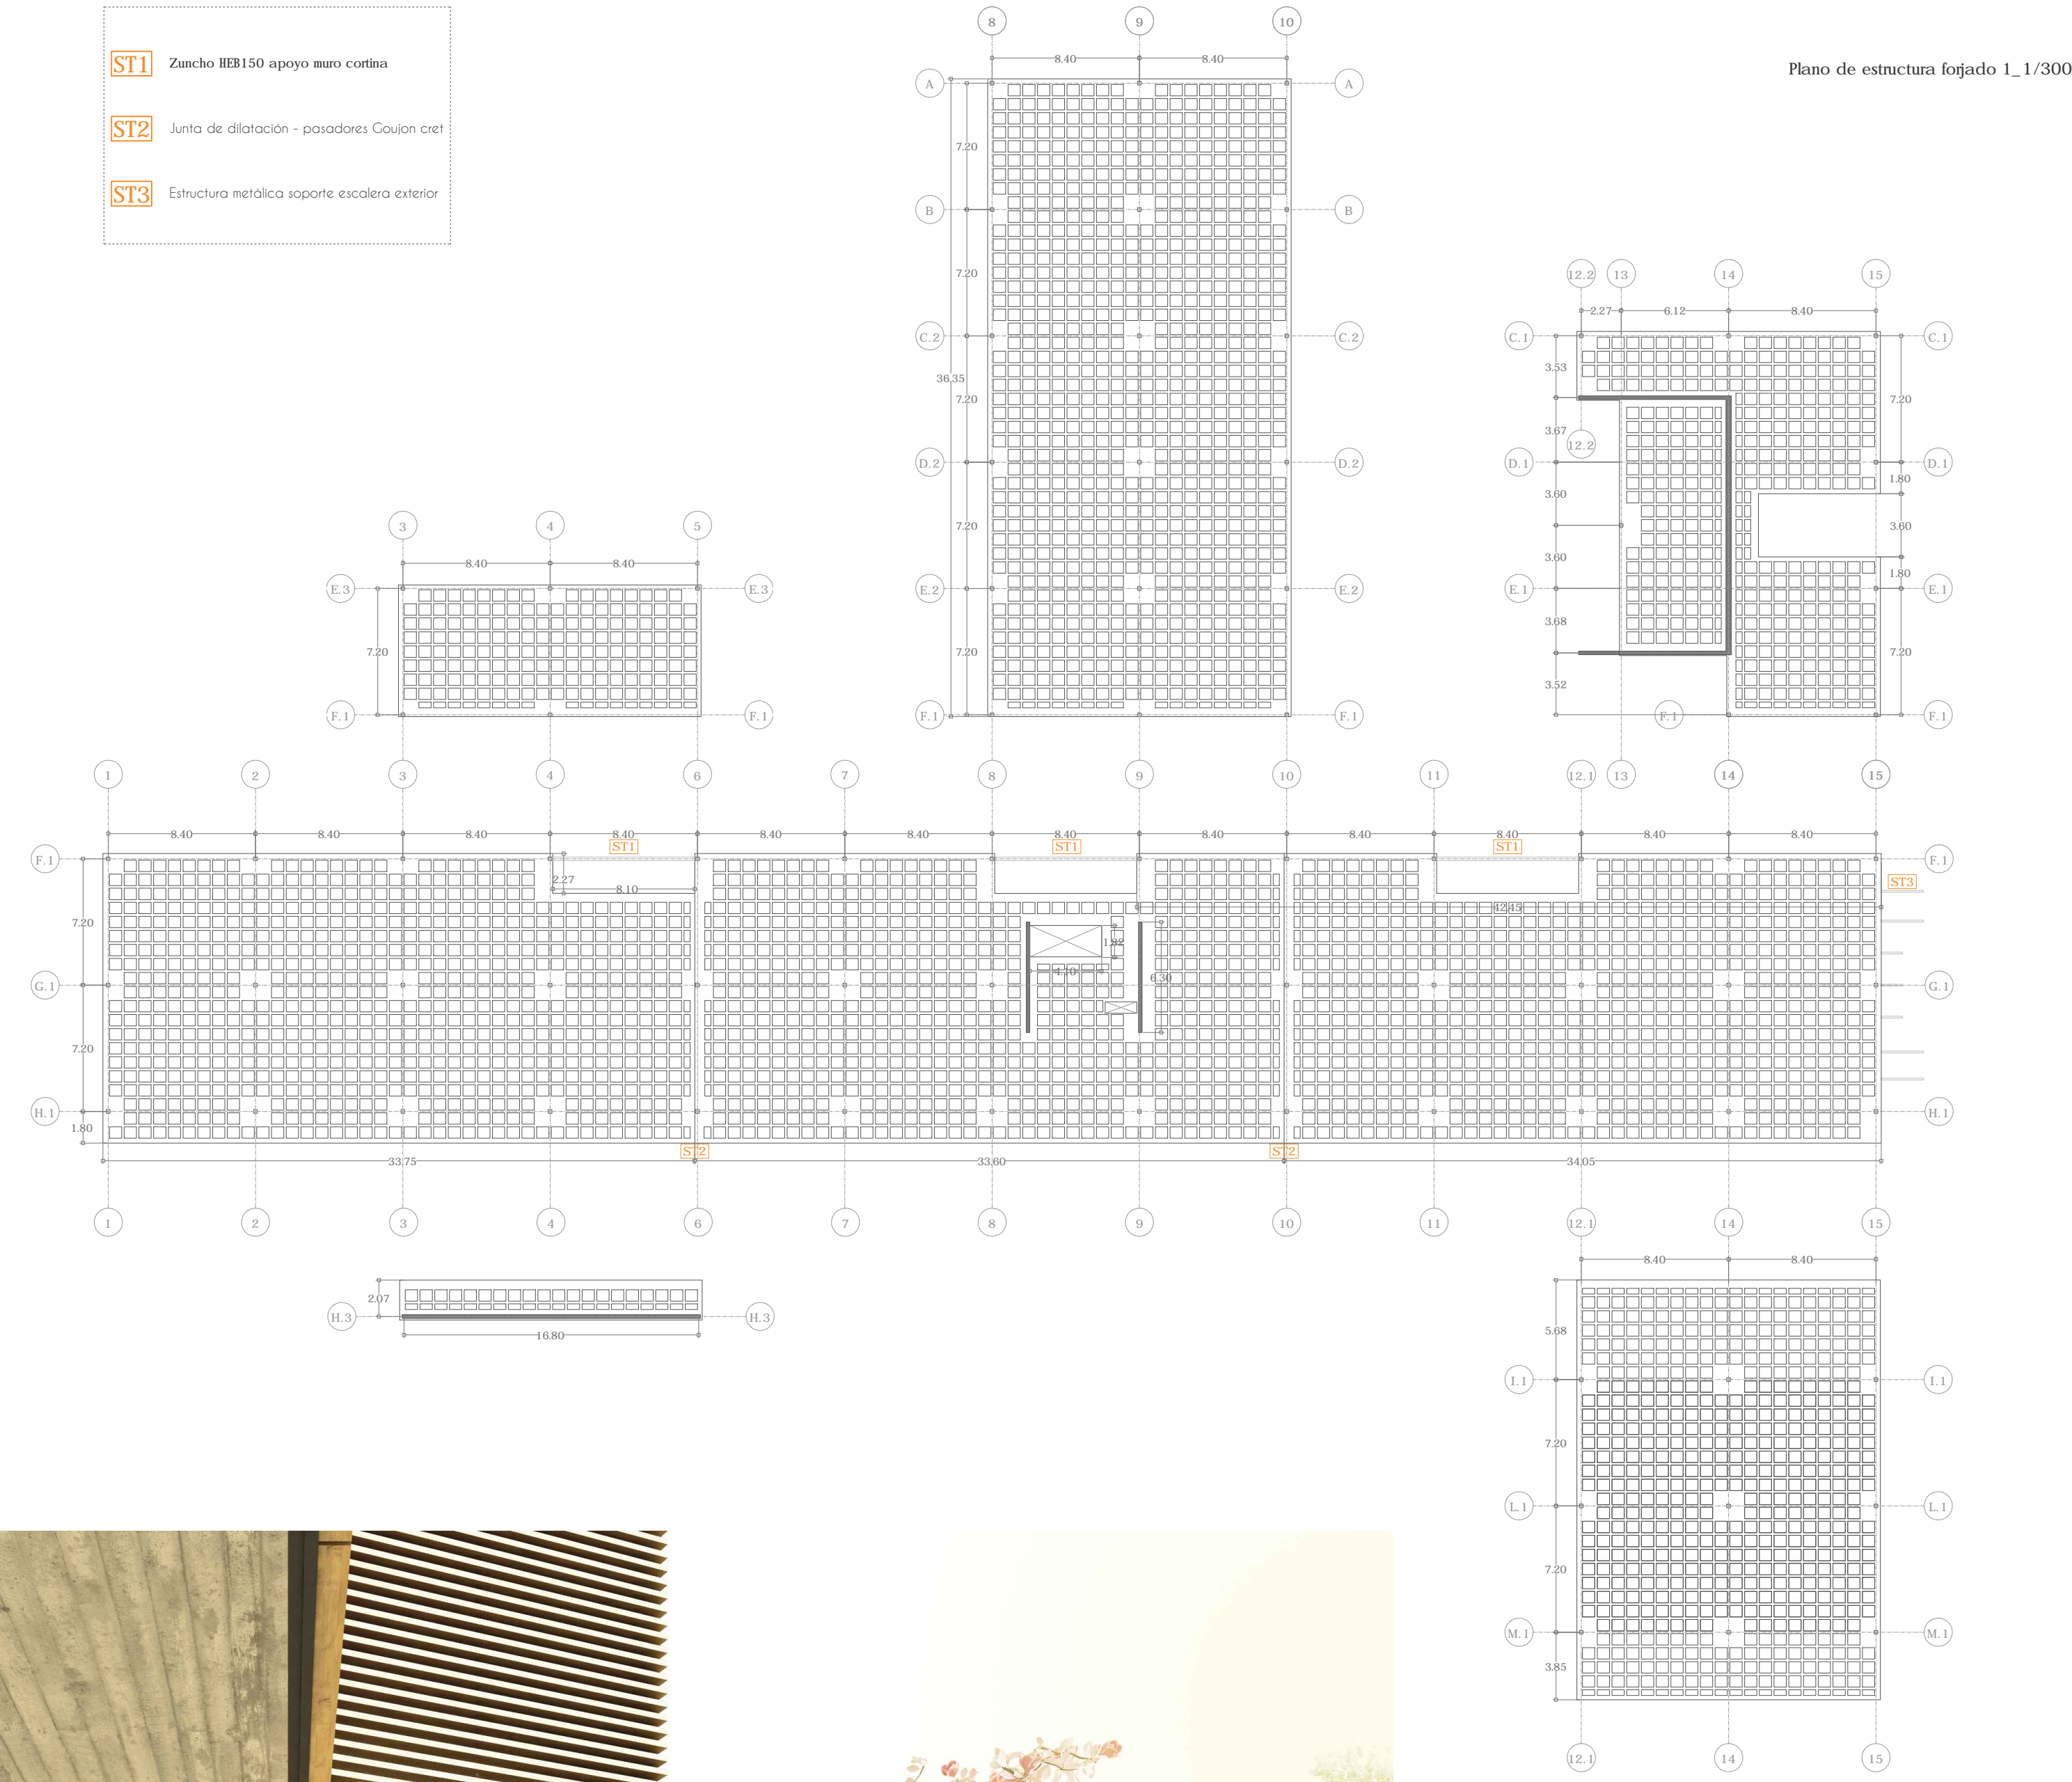 ST1 Zuncho HEB150 apoyo muro cortina
ST2 Junta de dilatación - pasadores Goujon cret
ST3 Estructura metálica soporte escalera exterior
Plano de estructura forjado 1_1/300
8 9 10
8.40 8.40
A A
7.20
B B
7.20
C.2 C.2
36.35
7.20
D.2 D.2
7.20
E.2 E.2
7.20
F.1 F.1
12.2 13 14 15
2.27 6.12 8.40
C.1 C.1
3.53
7.20
3.67
12.2
D.1 D.1
1.80
3.60
3.60
3.60
1.80
E.1 E.1
3.68
7.20
3.52
F.1 F.1
3 4 5
8.40 8.40
E.3 E.3
7.20
F.1 F.1
1 2 3 4 6 7 8 9 10 11 12.1 13 14 15
8.40 8.40 8.40 8.40 8.40 8.40 8.40 8.40 8.40 8.40 8.40 8.40
ST1 ST1 ST1
F.1 F.1
2.27
8.10
ST3
42.45
7.20
1.82
4.10
6.30
G.1 G.1
7.20
H.1 H.1
1.80
ST2 ST2
33.75 33.60 34.05
1 2 3 4 6 7 8 9 10 11 12.1 14 15
2.07
H.3 H.3
16.80
8.40 8.40
5.68
I.1 I.1
7.20
L.1 L.1
7.20
M.1 M.1
3.85
12.1 14 15